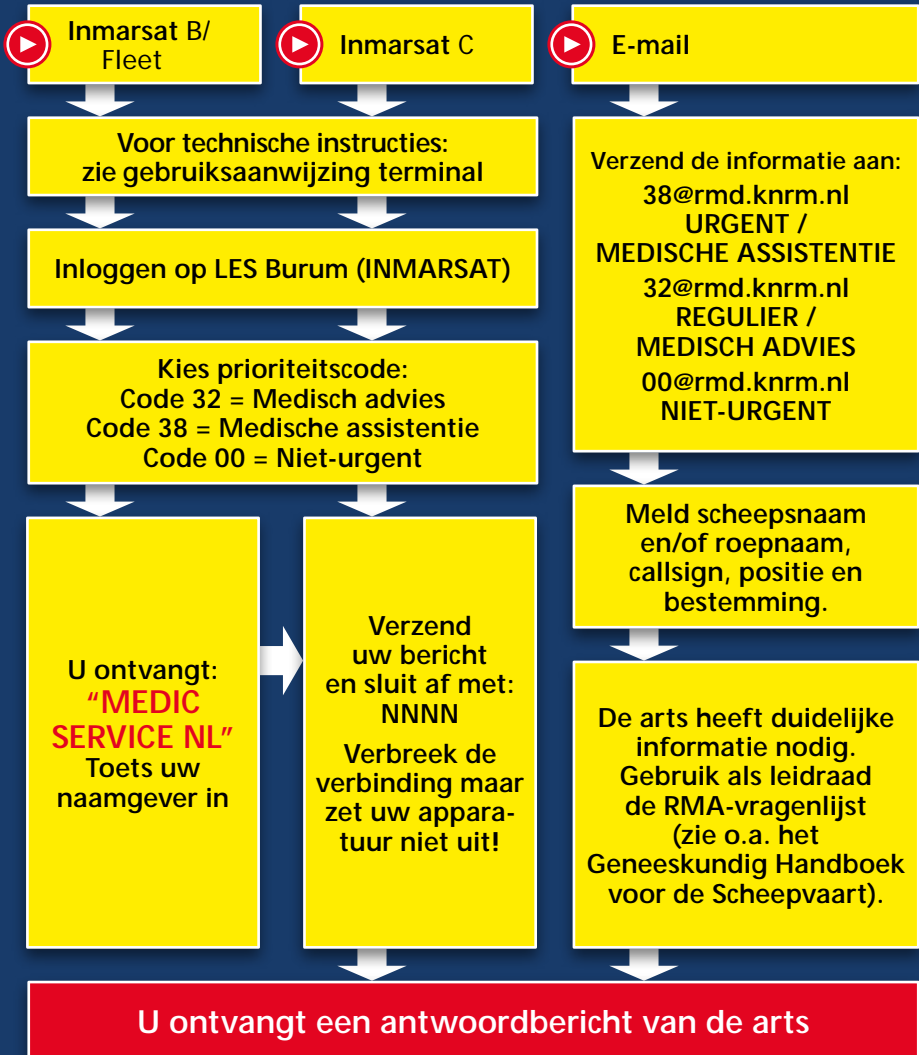 Inmarsat B/
Fleet
Inmarsat C
E-mail
Voor technische instructies:
zie gebruiksaanwijzing terminal
Inloggen op LES Burum (INMARSAT)
Kies prioriteitscode:
Code 32 = Medisch advies
Code 38 = Medische assistentie
Code 00 = Niet-urgent
U ontvangt:
“MEDIC
SERVICE NL”
Toets uw
naamgever in
Verzend
uw bericht
en sluit af met:
NNNN
Verbreek de
verbinding maar
zet uw appara-
tuur niet uit!
Verzend de informatie aan:
38@rmd.knrm.nl
URGENT /
MEDISCHE ASSISTENTIE
32@rmd.knrm.nl
REGULIER /
MEDISCH ADVIES
00@rmd.knrm.nl
NIET-URGENT
Meld scheepsnaam
en/of roepnaam,
callsign, positie en
bestemming.
De arts heeft duidelijke
informatie nodig.
Gebruik als leidraad
de RMA-vragenlijst
(zie o.a. het
Geneeskundig Handboek
voor de Scheepvaart).
U ontvangt een antwoordbericht van de arts